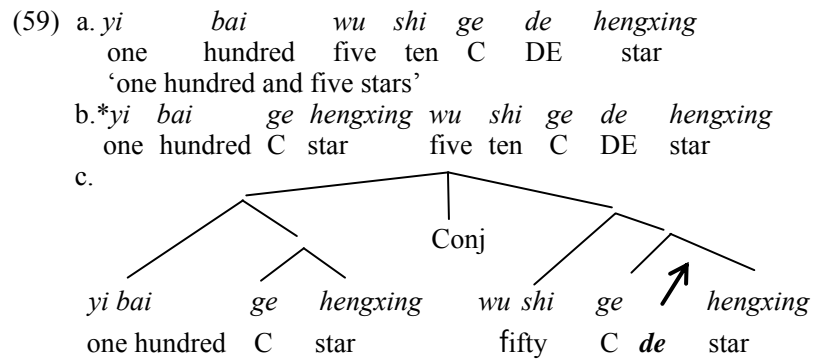 (59) a. yi bai wu shi ge de hengxing
one hundred five ten C DE star
‘one hundred and five stars’
b.*yi bai ge hengxing wu shi ge de hengxing
one hundred C star five ten C DE star
c.
Conj
yi bai ge hengxing wu shi ge hengxing
one hundred C star fifty C de star